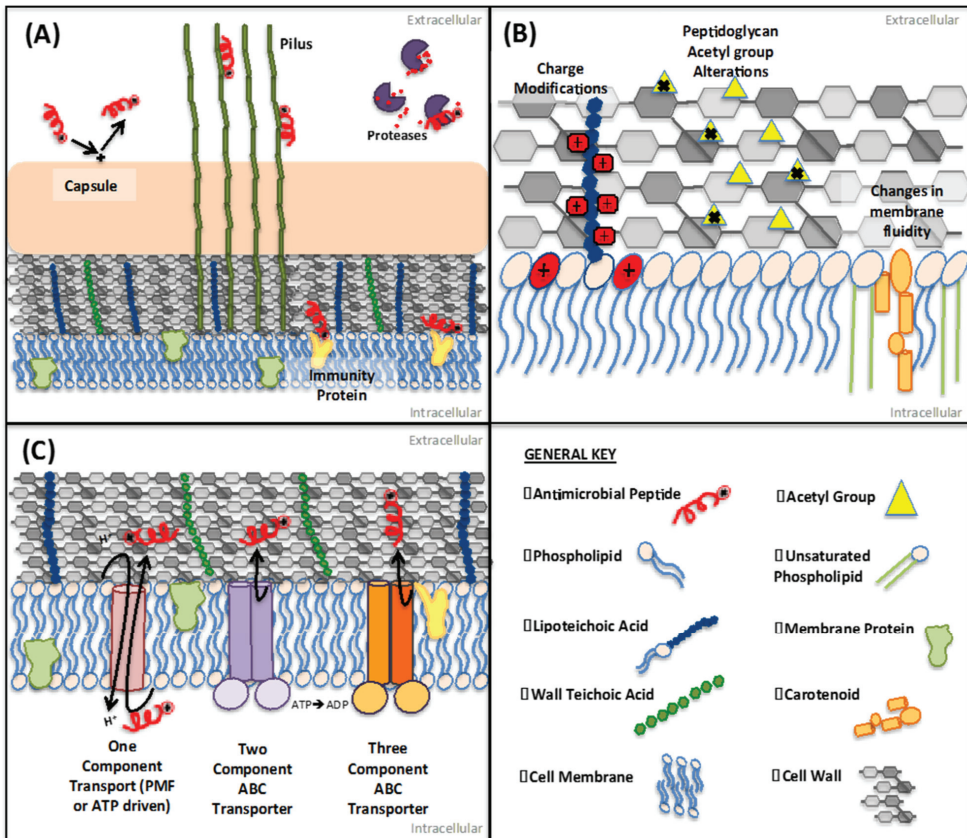 (A)
Extracellular
Pilus
Proteases
Capsule
Immunity
Protein
Intracellular
(B)
Extracellular
Peptidoglycan
Acetyl group
Alterations
Charge
Modifications
+
+
+
+
+
+
+
Changes in
membrane
fluidity
Intracellular
(C)
Extracellular
H⁺
H⁺
ATP➔ADP
One
Component
Transport (PMF
or ATP driven)
Two
Component
ABC
Transporter
Three
Component
ABC
Transporter
Intracellular
GENERAL KEY
▯Antimicrobial Peptide
▯Acetyl Group
▯Phospholipid
▯Unsaturated
Phospholipid
▯Lipoteichoic Acid
▯Membrane Protein
▯Wall Teichoic Acid
▯Carotenoid
▯Cell Membrane
▯Cell Wall